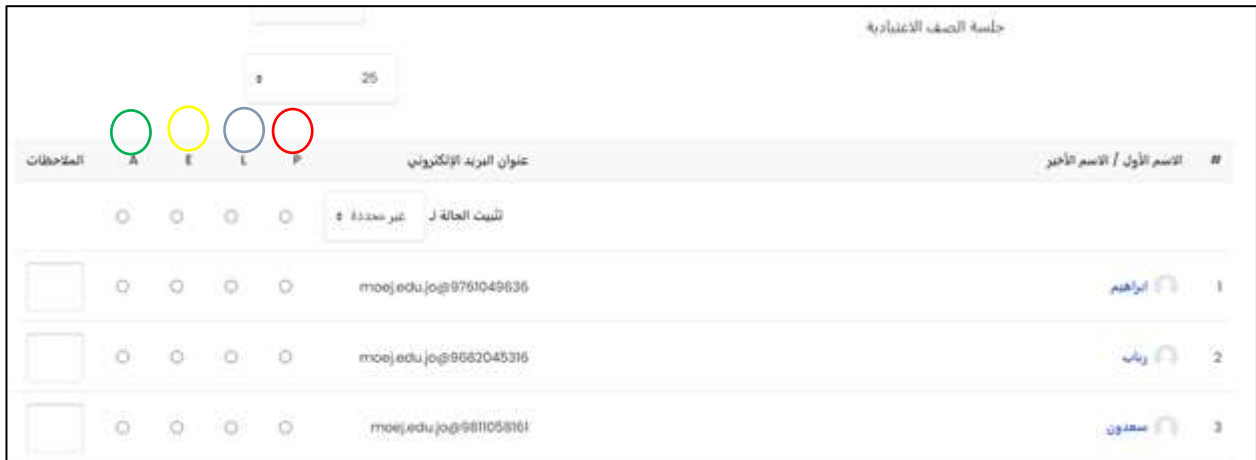 جلسة الصف الاعتيادية
25
# الاسم الأول / الاسم الأخير عنوان البريد الإلكتروني P L E A الملاحظات
تثبيت الحالة لـ غير محددة
1 ابراهيم 9761049636@moej.edu.jo
2 رباب 9682045316@moej.edu.jo
3 سعدون 9811058161@moej.edu.jo